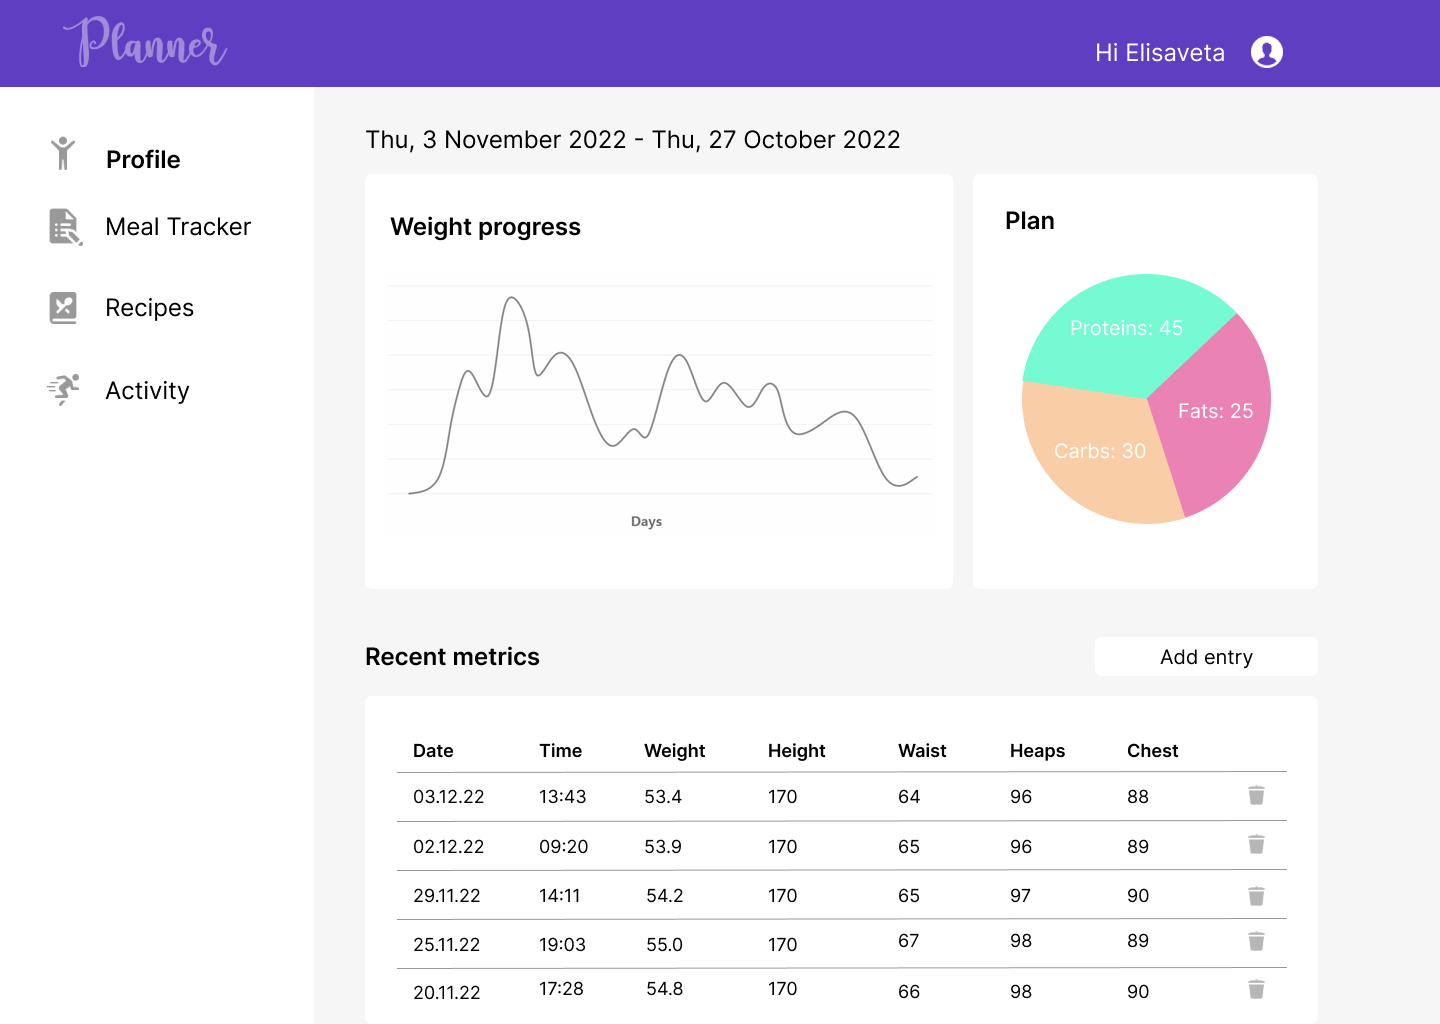 Planner
Hi Elisaveta
Profile
Meal Tracker
Recipes
Activity
Thu, 3 November 2022 - Thu, 27 October 2022
Weight progress
Days
Plan
Proteins: 45
Fats: 25
Carbs: 30
Recent metrics
Add entry
Date Time Weight Height Waist Heaps Chest
03.12.22 13:43 53.4 170 64 96 88
02.12.22 09:20 53.9 170 65 96 89
29.11.22 14:11 54.2 170 65 97 90
25.11.22 19:03 55.0 170 67 98 89
20.11.22 17:28 54.8 170 66 98 90